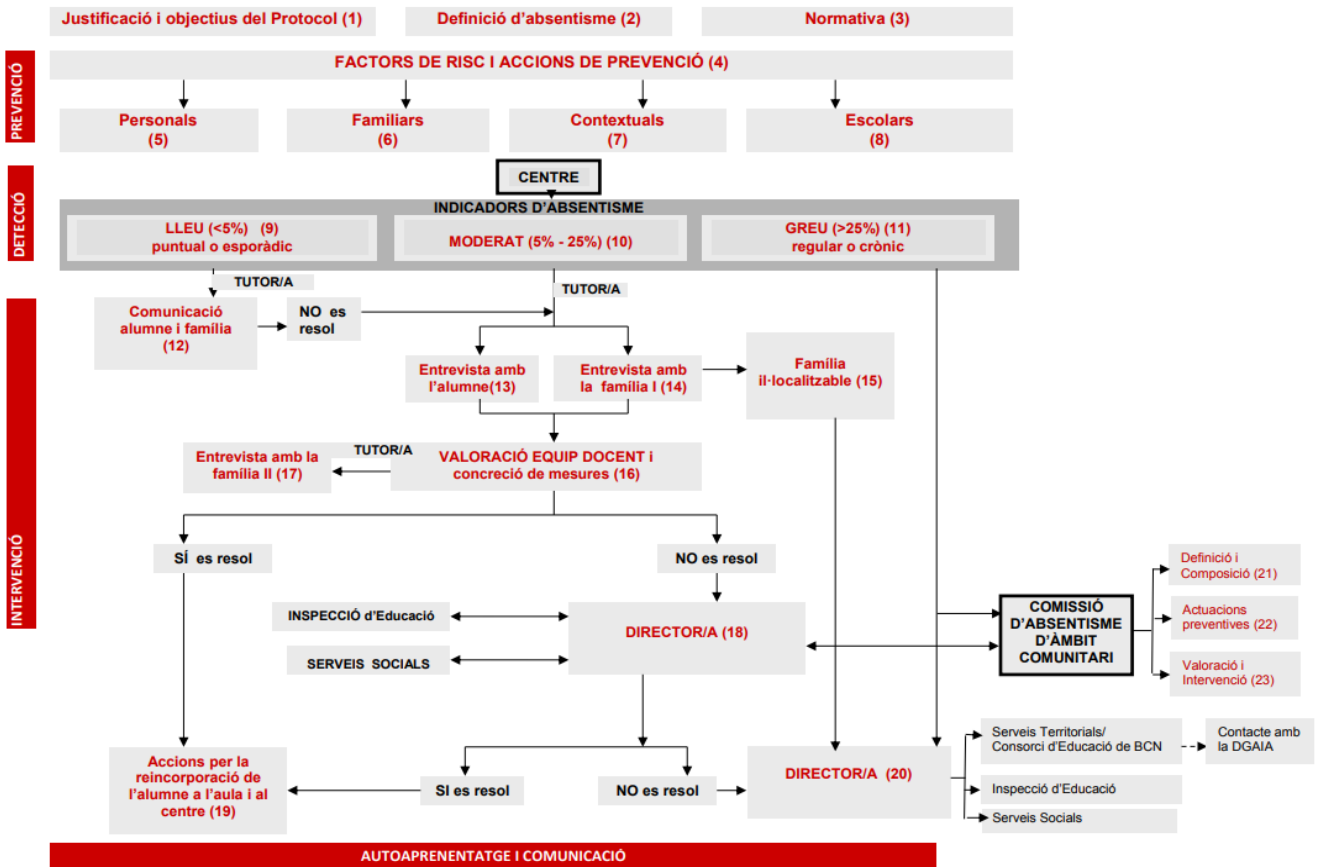 Justificació i objectius del Protocol (1)
Definició d'absentisme (2)
Normativa (3)
PREVENCIÓ
FACTORS DE RISC I ACCIONS DE PREVENCIÓ (4)
Personals
(5)
Familiars
(6)
Contextuals
(7)
Escolars
(8)
DETECCIÓ
CENTRE
INDICADORS D'ABSENTISME
LLEU (<5%) (9)
puntual o esporàdic
MODERAT (5% - 25%) (10)
GREU (>25%) (11)
regular o crònic
INTERVENCIÓ
TUTOR/A
TUTOR/A
Comunicació
alumne i família
(12)
NO es
resol
Entrevista amb
l'alumne(13)
Entrevista amb
la família I (14)
Família
il·localitzable (15)
Entrevista amb la
família II (17)
TUTOR/A
VALORACIÓ EQUIP DOCENT i
concreció de mesures (16)
SÍ es resol
NO es resol
INSPECCIÓ d'Educació
SERVEIS SOCIALS
DIRECTOR/A (18)
COMISSIÓ
D'ABSENTISME
D'ÀMBIT
COMUNITARI
Definició i
Composició (21)
Actuacions
preventives (22)
Valoració i
Intervenció (23)
Accions per la
reincorporació de
l'alumne a l'aula i al
centre (19)
SI es resol
NO es resol
DIRECTOR/A (20)
Serveis Territorials/
Consorci d'Educació de BCN
Contacte amb
la DGAIA
Inspecció d'Educació
Serveis Socials
AUTOAPRENENTATGE I COMUNICACIÓ